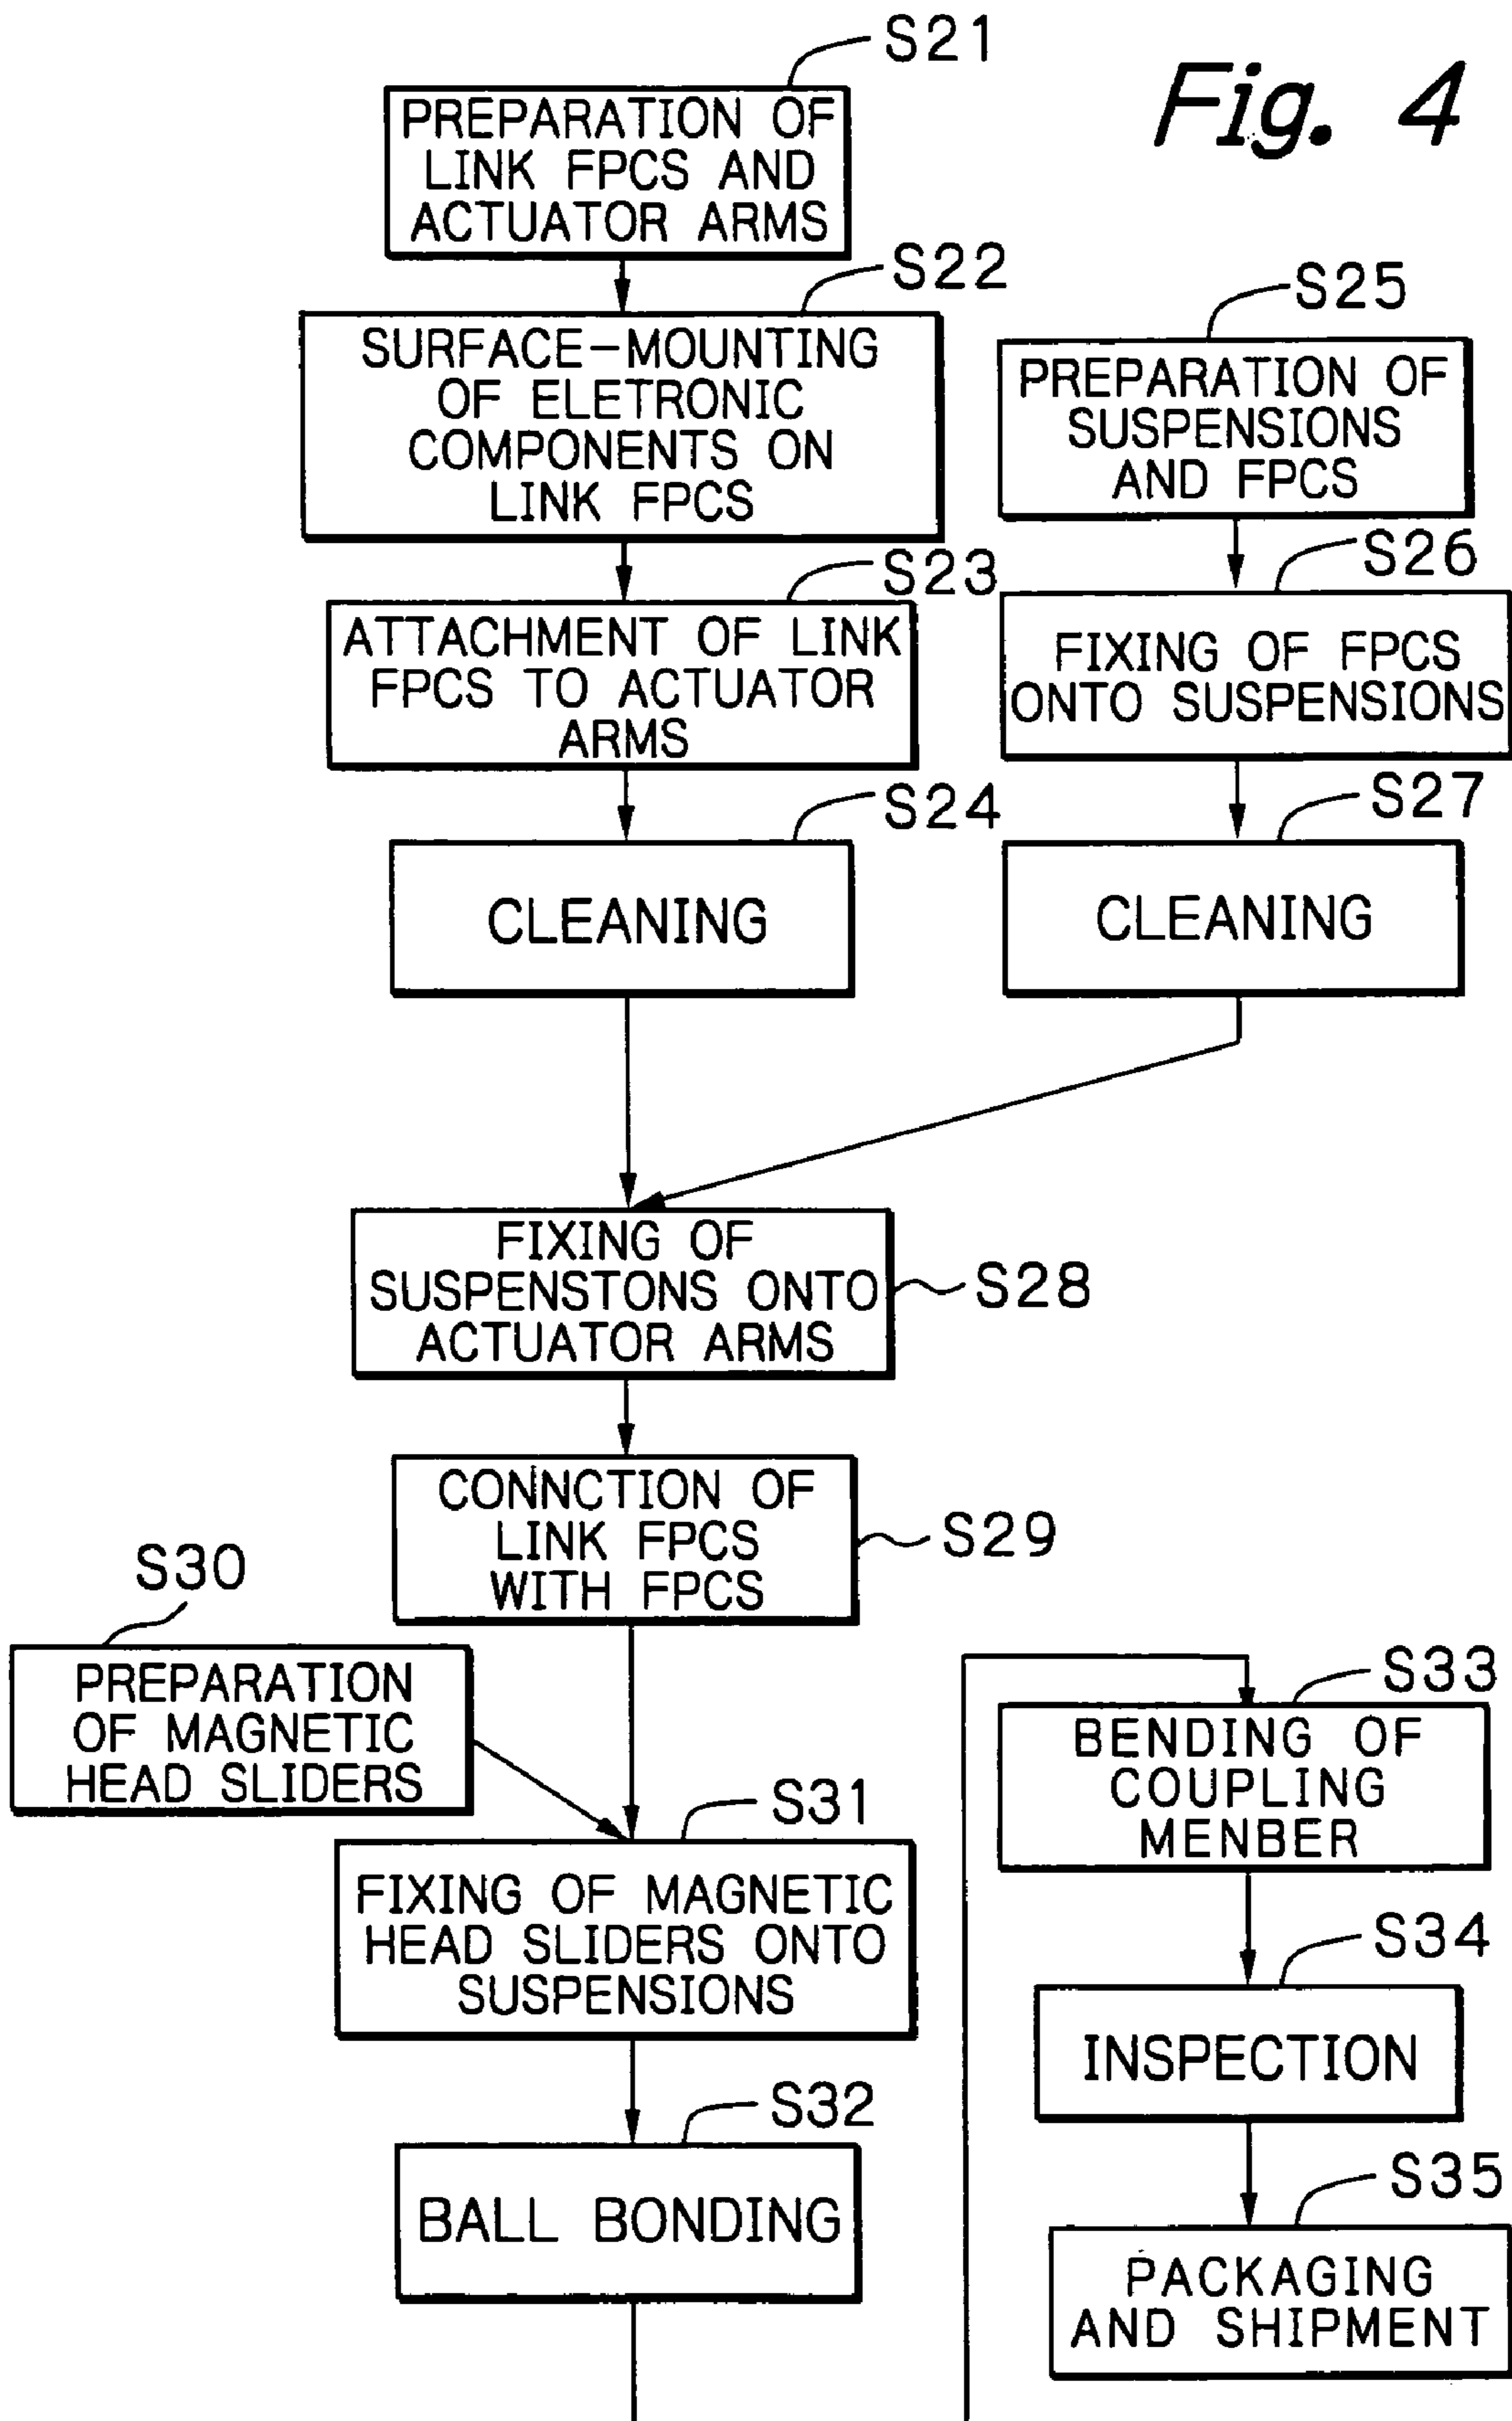 Fig. 4
S21
PREPARATION OF
LINK FPCS AND
ACTUATOR ARMS
S22
SURFACE-MOUNTING
OF ELETRONIC
COMPONENTS ON
LINK FPCS
S23
ATTACHMENT OF LINK
FPCS TO ACTUATOR
ARMS
S24
CLEANING
S25
PREPARATION OF
SUSPENSIONS
AND FPCS
S26
FIXING OF FPCS
ONTO SUSPENSIONS
S27
CLEANING
S28
FIXING OF
SUSPENSTONS ONTO
ACTUATOR ARMS
S29
CONNCTION OF
LINK FPCS
WITH FPCS
S30
PREPARATION
OF MAGNETIC
HEAD SLIDERS
S31
FIXING OF MAGNETIC
HEAD SLIDERS ONTO
SUSPENSIONS
S32
BALL BONDING
S33
BENDING OF
COUPLING
MENBER
S34
INSPECTION
S35
PACKAGING
AND SHIPMENT